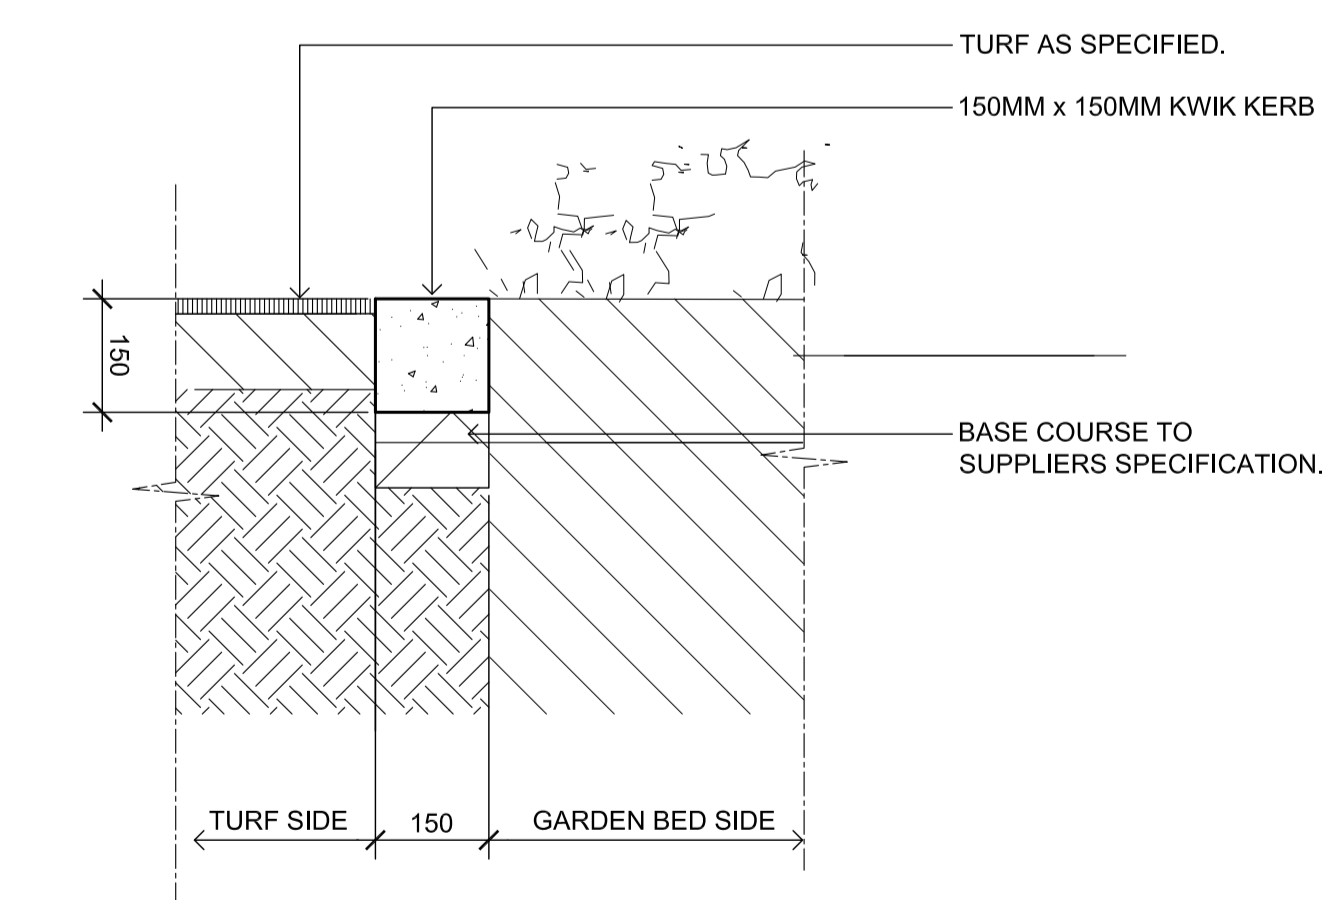 TURF AS SPECIFIED.
150MM x 150MM KWIK KERB
150
BASE COURSE TO
SUPPLIERS SPECIFICATION.
TURF SIDE
150
GARDEN BED SIDE